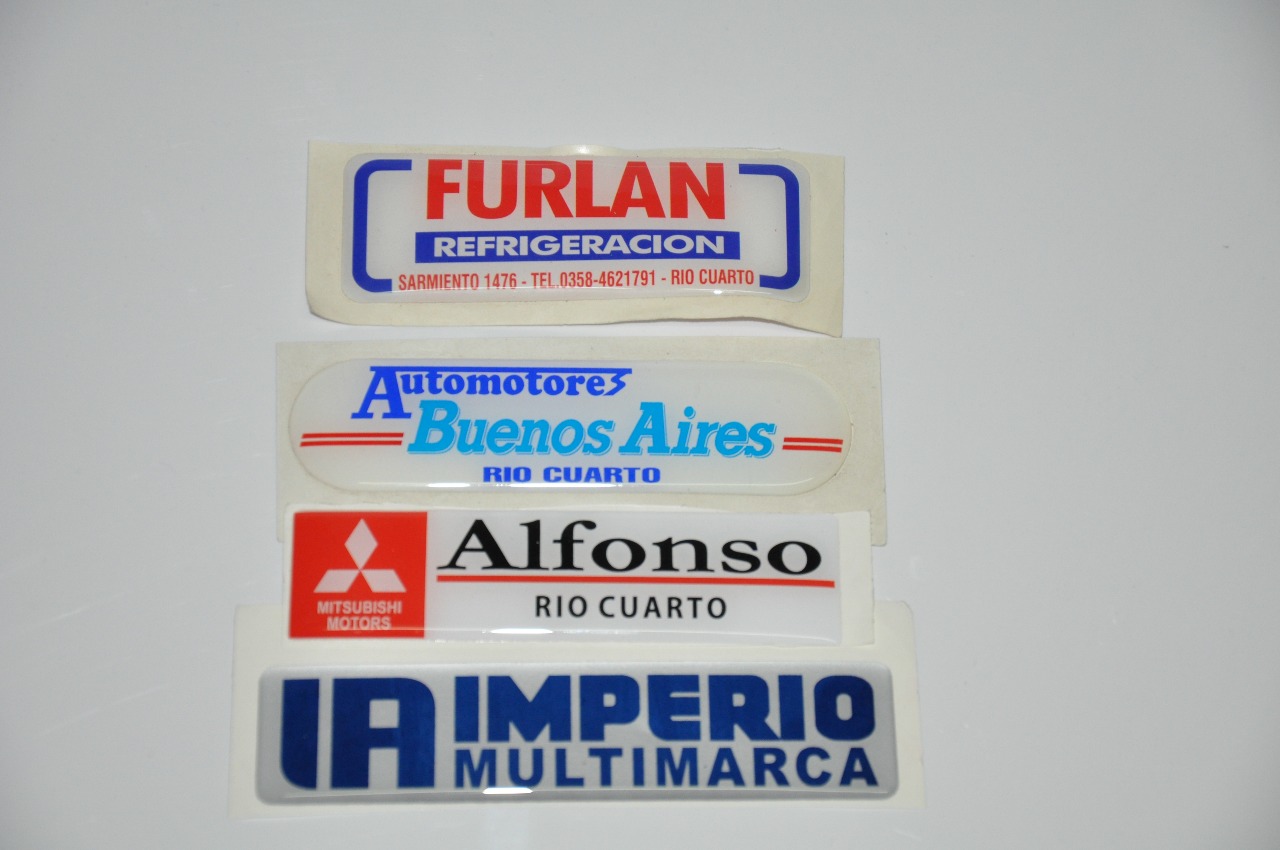 FURLAN
REFRIGERACION
SARMIENTO 1476 - TEL.0358-4621791 - RIO CUARTO
Automotores
Buenos Aires
RIO CUARTO
MITSUBISHI
MOTORS
Alfonso
RIO CUARTO
IA IMPERIO
MULTIMARCA